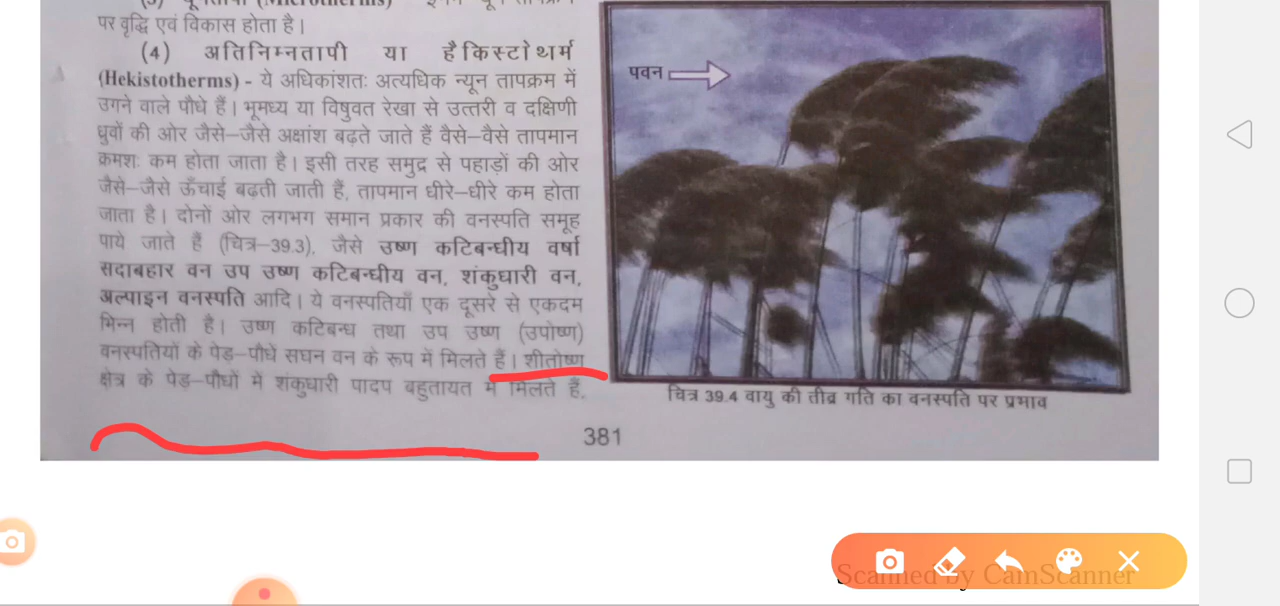 पर वृद्धि एवं विकास होता है।
(4) अतिनिम्नतापी या हैकिस्टोथर्म
(Hekistotherms) - ये अधिकांशतः अत्यधिक न्यून तापक्रम में
उगने वाले पौधे हैं। भूमध्य या विषुवत रेखा से उत्तरी व दक्षिणी
ध्रुवों की ओर जैसे–जैसे अक्षांश बढ़ते जाते हैं वैसे–वैसे तापमान
क्रमशः कम होता जाता है। इसी तरह समुद्र से पहाड़ों की ओर
जैसे–जैसे ऊँचाई बढ़ती जाती हैं, तापमान धीरे–धीरे कम होता
जाता है। दोनों ओर लगभग समान प्रकार की वनस्पति समूह
पाये जाते हैं (चित्र–39.3), जैसे उष्ण कटिबन्घीय वर्षा
सदाबहार वन उप उष्ण कटिबन्घीय वन, शंकुघारी वन,
अल्पाइन वनस्पति आदि। ये वनस्पतियाँ एक दूसरे से एकदम
भिन्न होती है। उष्ण कटिबन्ध तथा उप उष्ण (उपोष्ण)
वनस्पतियों के पेड़–पौधें सघन वन के रूप में मिलते हैं। शीतोष्ण
क्षेत्र के पेड़–पौधों में शंकुधारी पादप बहुतायत में मिलते हैं,
पवन
चित्र 39.4 वायु की तीव्र गति का वनस्पति पर प्रभाव
381
Scanned by CamScanner